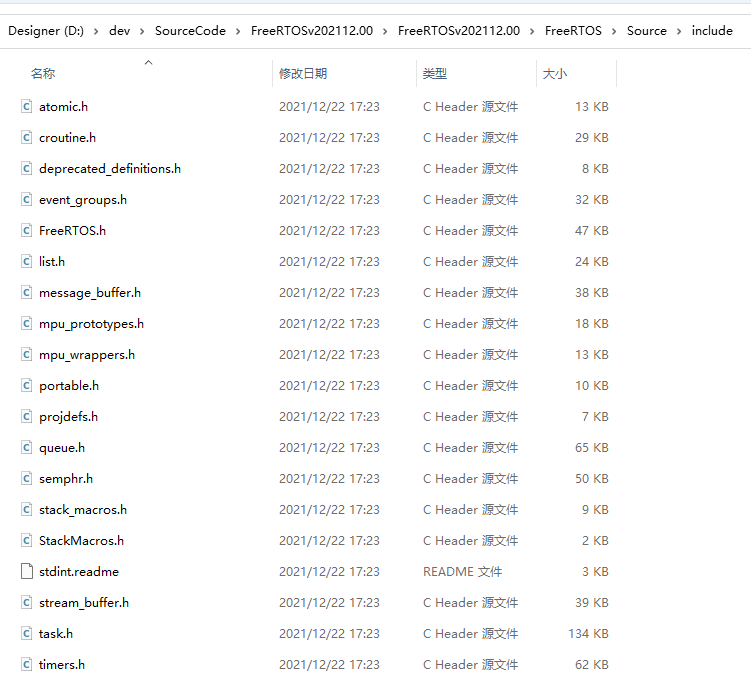 Designer (D:) > dev > SourceCode > FreeRTOSv202112.00 > FreeRTOSv202112.00 > FreeRTOS > Source > include
名称 修改日期 类型 大小
atomic.h 2021/12/22 17:23 C Header 源文件 13 KB
croutine.h 2021/12/22 17:23 C Header 源文件 29 KB
deprecated_definitions.h 2021/12/22 17:23 C Header 源文件 8 KB
event_groups.h 2021/12/22 17:23 C Header 源文件 32 KB
FreeRTOS.h 2021/12/22 17:23 C Header 源文件 47 KB
list.h 2021/12/22 17:23 C Header 源文件 24 KB
message_buffer.h 2021/12/22 17:23 C Header 源文件 38 KB
mpu_prototypes.h 2021/12/22 17:23 C Header 源文件 18 KB
mpu_wrappers.h 2021/12/22 17:23 C Header 源文件 13 KB
portable.h 2021/12/22 17:23 C Header 源文件 10 KB
projdefs.h 2021/12/22 17:23 C Header 源文件 7 KB
queue.h 2021/12/22 17:23 C Header 源文件 65 KB
semphr.h 2021/12/22 17:23 C Header 源文件 50 KB
stack_macros.h 2021/12/22 17:23 C Header 源文件 9 KB
StackMacros.h 2021/12/22 17:23 C Header 源文件 2 KB
stdint.readme 2021/12/22 17:23 README 文件 3 KB
stream_buffer.h 2021/12/22 17:23 C Header 源文件 39 KB
task.h 2021/12/22 17:23 C Header 源文件 134 KB
timers.h 2021/12/22 17:23 C Header 源文件 62 KB